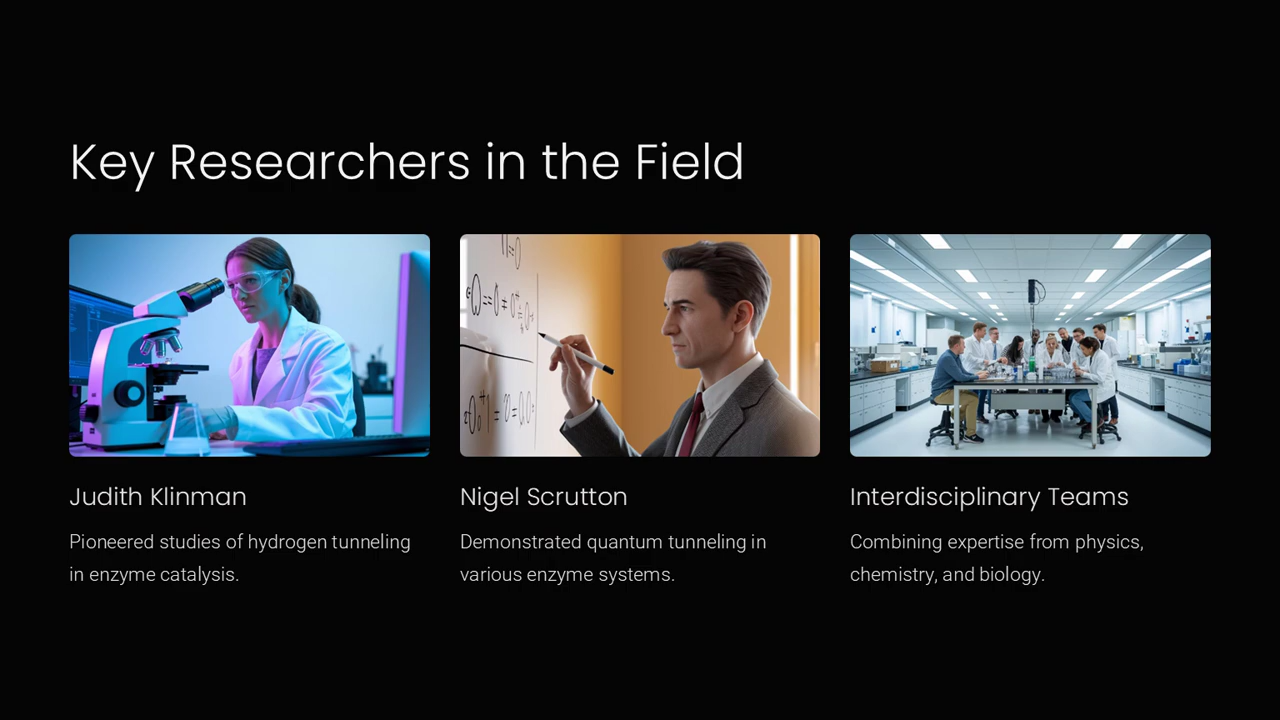 Key Researchers in the Field
Judith Klinman
Pioneered studies of hydrogen tunneling
in enzyme catalysis.
Nigel Scrutton
Demonstrated quantum tunneling in
various enzyme systems.
Interdisciplinary Teams
Combining expertise from physics,
chemistry, and biology.